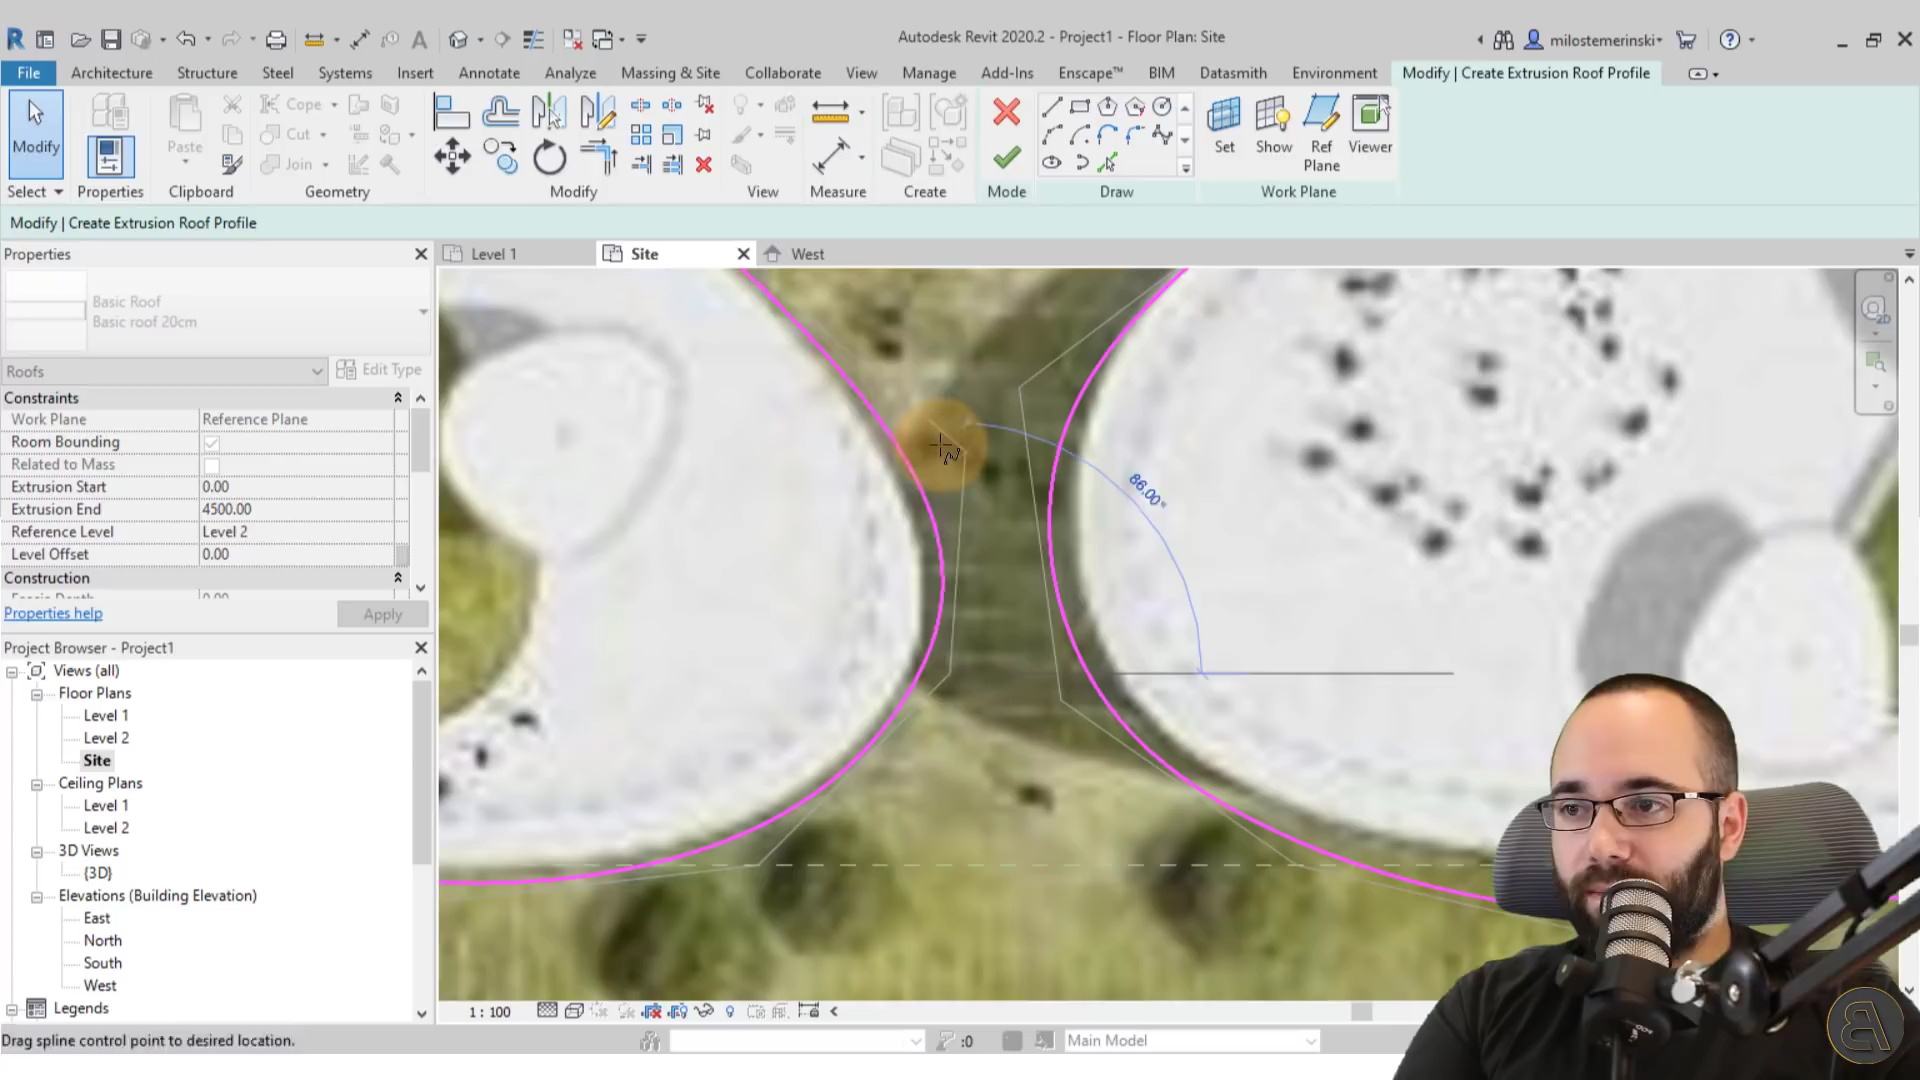 Autodesk Revit 2020.2 - Project1 - Floor Plan: Site
milostemerinski
File Architecture Structure Steel Systems Insert Annotate Analyze Massing & Site Collaborate View Manage Add-Ins Enscape™ BIM Datasmith Environment Modify | Create Extrusion Roof Profile
Modify
Paste
Cope
Cut
Join
Set
Show
Ref
Plane
Viewer
Select Properties Clipboard Geometry Modify View Measure Create Mode Draw Work Plane
Modify | Create Extrusion Roof Profile
Properties
Level 1
Site
West
Basic Roof
Basic roof 20cm
Roofs
Edit Type
Constraints
Work Plane Reference Plane
Room Bounding
Related to Mass
Extrusion Start 0.00
Extrusion End 4500.00
Reference Level Level 2
Level Offset 0.00
Construction
Properties help
Apply
Project Browser - Project1
Views (all)
Floor Plans
Level 1
Level 2
Site
Ceiling Plans
Level 1
Level 2
3D Views
{3D}
Elevations (Building Elevation)
East
North
South
West
Legends
86.00°
2D
1 : 100
Drag spline control point to desired location.
:0
Main Model